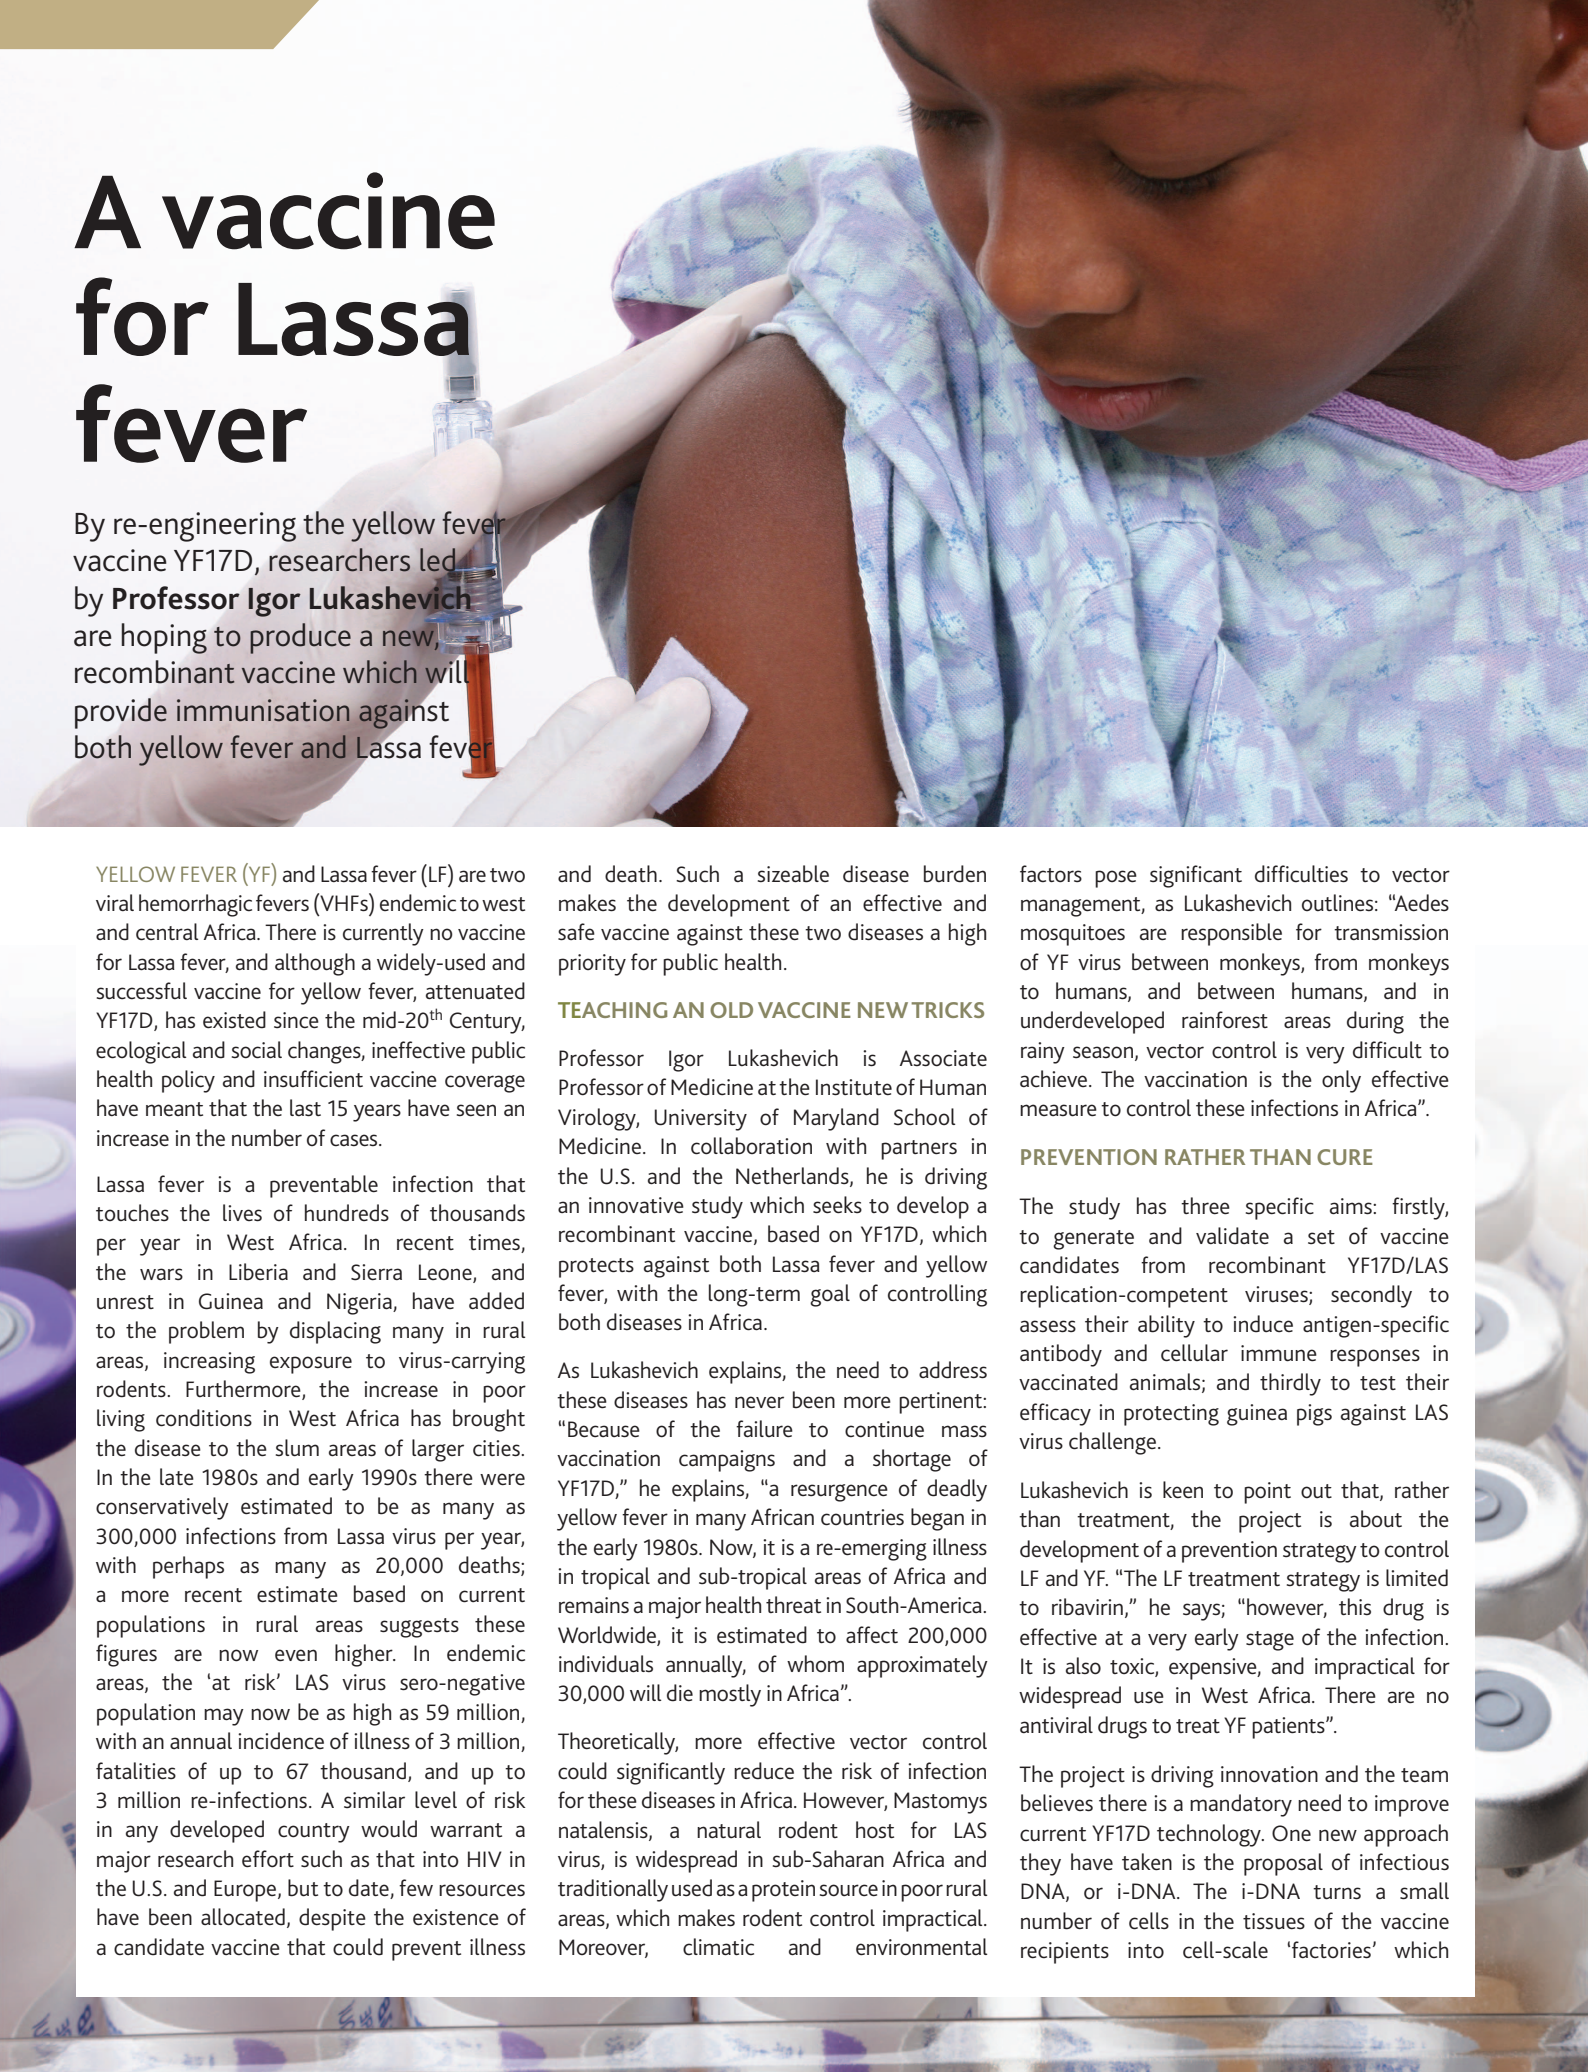 A vaccine
for Lassa
fever
By re-engineering the yellow fever
vaccine YF17D, researchers led
by Professor Igor Lukashevich
are hoping to produce a new,
recombinant vaccine which will
provide immunisation against
both yellow fever and Lassa fever
YELLOW FEVER (YF) and Lassa fever (LF) are two
viral hemorrhagic fevers (VHFs) endemic to west
and central Africa. There is currently no vaccine
for Lassa fever, and although a widely-used and
successful vaccine for yellow fever, attenuated
YF17D, has existed since the mid-20th Century,
ecological and social changes, ineffective public
health policy and insufficient vaccine coverage
have meant that the last 15 years have seen an
increase in the number of cases.
Lassa fever is a preventable infection that
touches the lives of hundreds of thousands
per year in West Africa. In recent times,
the wars in Liberia and Sierra Leone, and
unrest in Guinea and Nigeria, have added
to the problem by displacing many in rural
areas, increasing exposure to virus-carrying
rodents. Furthermore, the increase in poor
living conditions in West Africa has brought
the disease to the slum areas of larger cities.
In the late 1980s and early 1990s there were
conservatively estimated to be as many as
300,000 infections from Lassa virus per year,
with perhaps as many as 20,000 deaths;
a more recent estimate based on current
populations in rural areas suggests these
figures are now even higher. In endemic
areas, the ‘at risk’ LAS virus sero-negative
population may now be as high as 59 million,
with an annual incidence of illness of 3 million,
fatalities of up to 67 thousand, and up to
3 million re-infections. A similar level of risk
in any developed country would warrant a
major research effort such as that into HIV in
the U.S. and Europe, but to date, few resources
have been allocated, despite the existence of
a candidate vaccine that could prevent illness
and death. Such a sizeable disease burden
makes the development of an effective and
safe vaccine against these two diseases a high
priority for public health.
TEACHING AN OLD VACCINE NEW TRICKS
Professor Igor Lukashevich is Associate
Professor of Medicine at the Institute of Human
Virology, University of Maryland School of
Medicine. In collaboration with partners in
the U.S. and the Netherlands, he is driving
an innovative study which seeks to develop a
recombinant vaccine, based on YF17D, which
protects against both Lassa fever and yellow
fever, with the long-term goal of controlling
both diseases in Africa.
As Lukashevich explains, the need to address
these diseases has never been more pertinent:
“Because of the failure to continue mass
vaccination campaigns and a shortage of
YF17D,” he explains, “a resurgence of deadly
yellow fever in many African countries began in
the early 1980s. Now, it is a re-emerging illness
in tropical and sub-tropical areas of Africa and
remains a major health threat in South-America.
Worldwide, it is estimated to affect 200,000
individuals annually, of whom approximately
30,000 will die mostly in Africa”.
Theoretically, more effective vector control
could significantly reduce the risk of infection
for these diseases in Africa. However, Mastomys
natalensis, a natural rodent host for LAS
virus, is widespread in sub-Saharan Africa and
traditionally used as a protein source in poor rural
areas, which makes rodent control impractical.
Moreover, climatic and environmental
factors pose significant difficulties to vector
management, as Lukashevich outlines: “Aedes
mosquitoes are responsible for transmission
of YF virus between monkeys, from monkeys
to humans, and between humans, and in
underdeveloped rainforest areas during the
rainy season, vector control is very difficult to
achieve. The vaccination is the only effective
measure to control these infections in Africa”.
PREVENTION RATHER THAN CURE
The study has three specific aims: firstly,
to generate and validate a set of vaccine
candidates from recombinant YF17D/LAS
replication-competent viruses; secondly to
assess their ability to induce antigen-specific
antibody and cellular immune responses in
vaccinated animals; and thirdly to test their
efficacy in protecting guinea pigs against LAS
virus challenge.
Lukashevich is keen to point out that, rather
than treatment, the project is about the
development of a prevention strategy to control
LF and YF. “The LF treatment strategy is limited
to ribavirin,” he says; “however, this drug is
effective at a very early stage of the infection.
It is also toxic, expensive, and impractical for
widespread use in West Africa. There are no
antiviral drugs to treat YF patients”.
The project is driving innovation and the team
believes there is a mandatory need to improve
current YF17D technology. One new approach
they have taken is the proposal of infectious
DNA, or i-DNA. The i-DNA turns a small
number of cells in the tissues of the vaccine
recipients into cell-scale ‘factories’ which